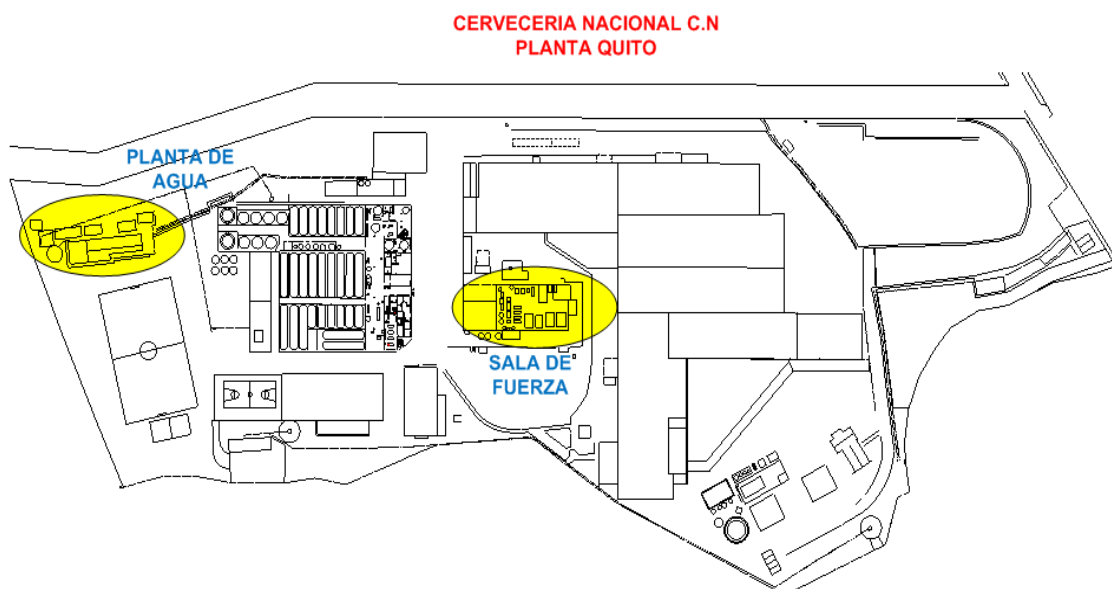 CERVECERIA NACIONAL C.N
PLANTA QUITO
PLANTA DE
AGUA
SALA DE
FUERZA